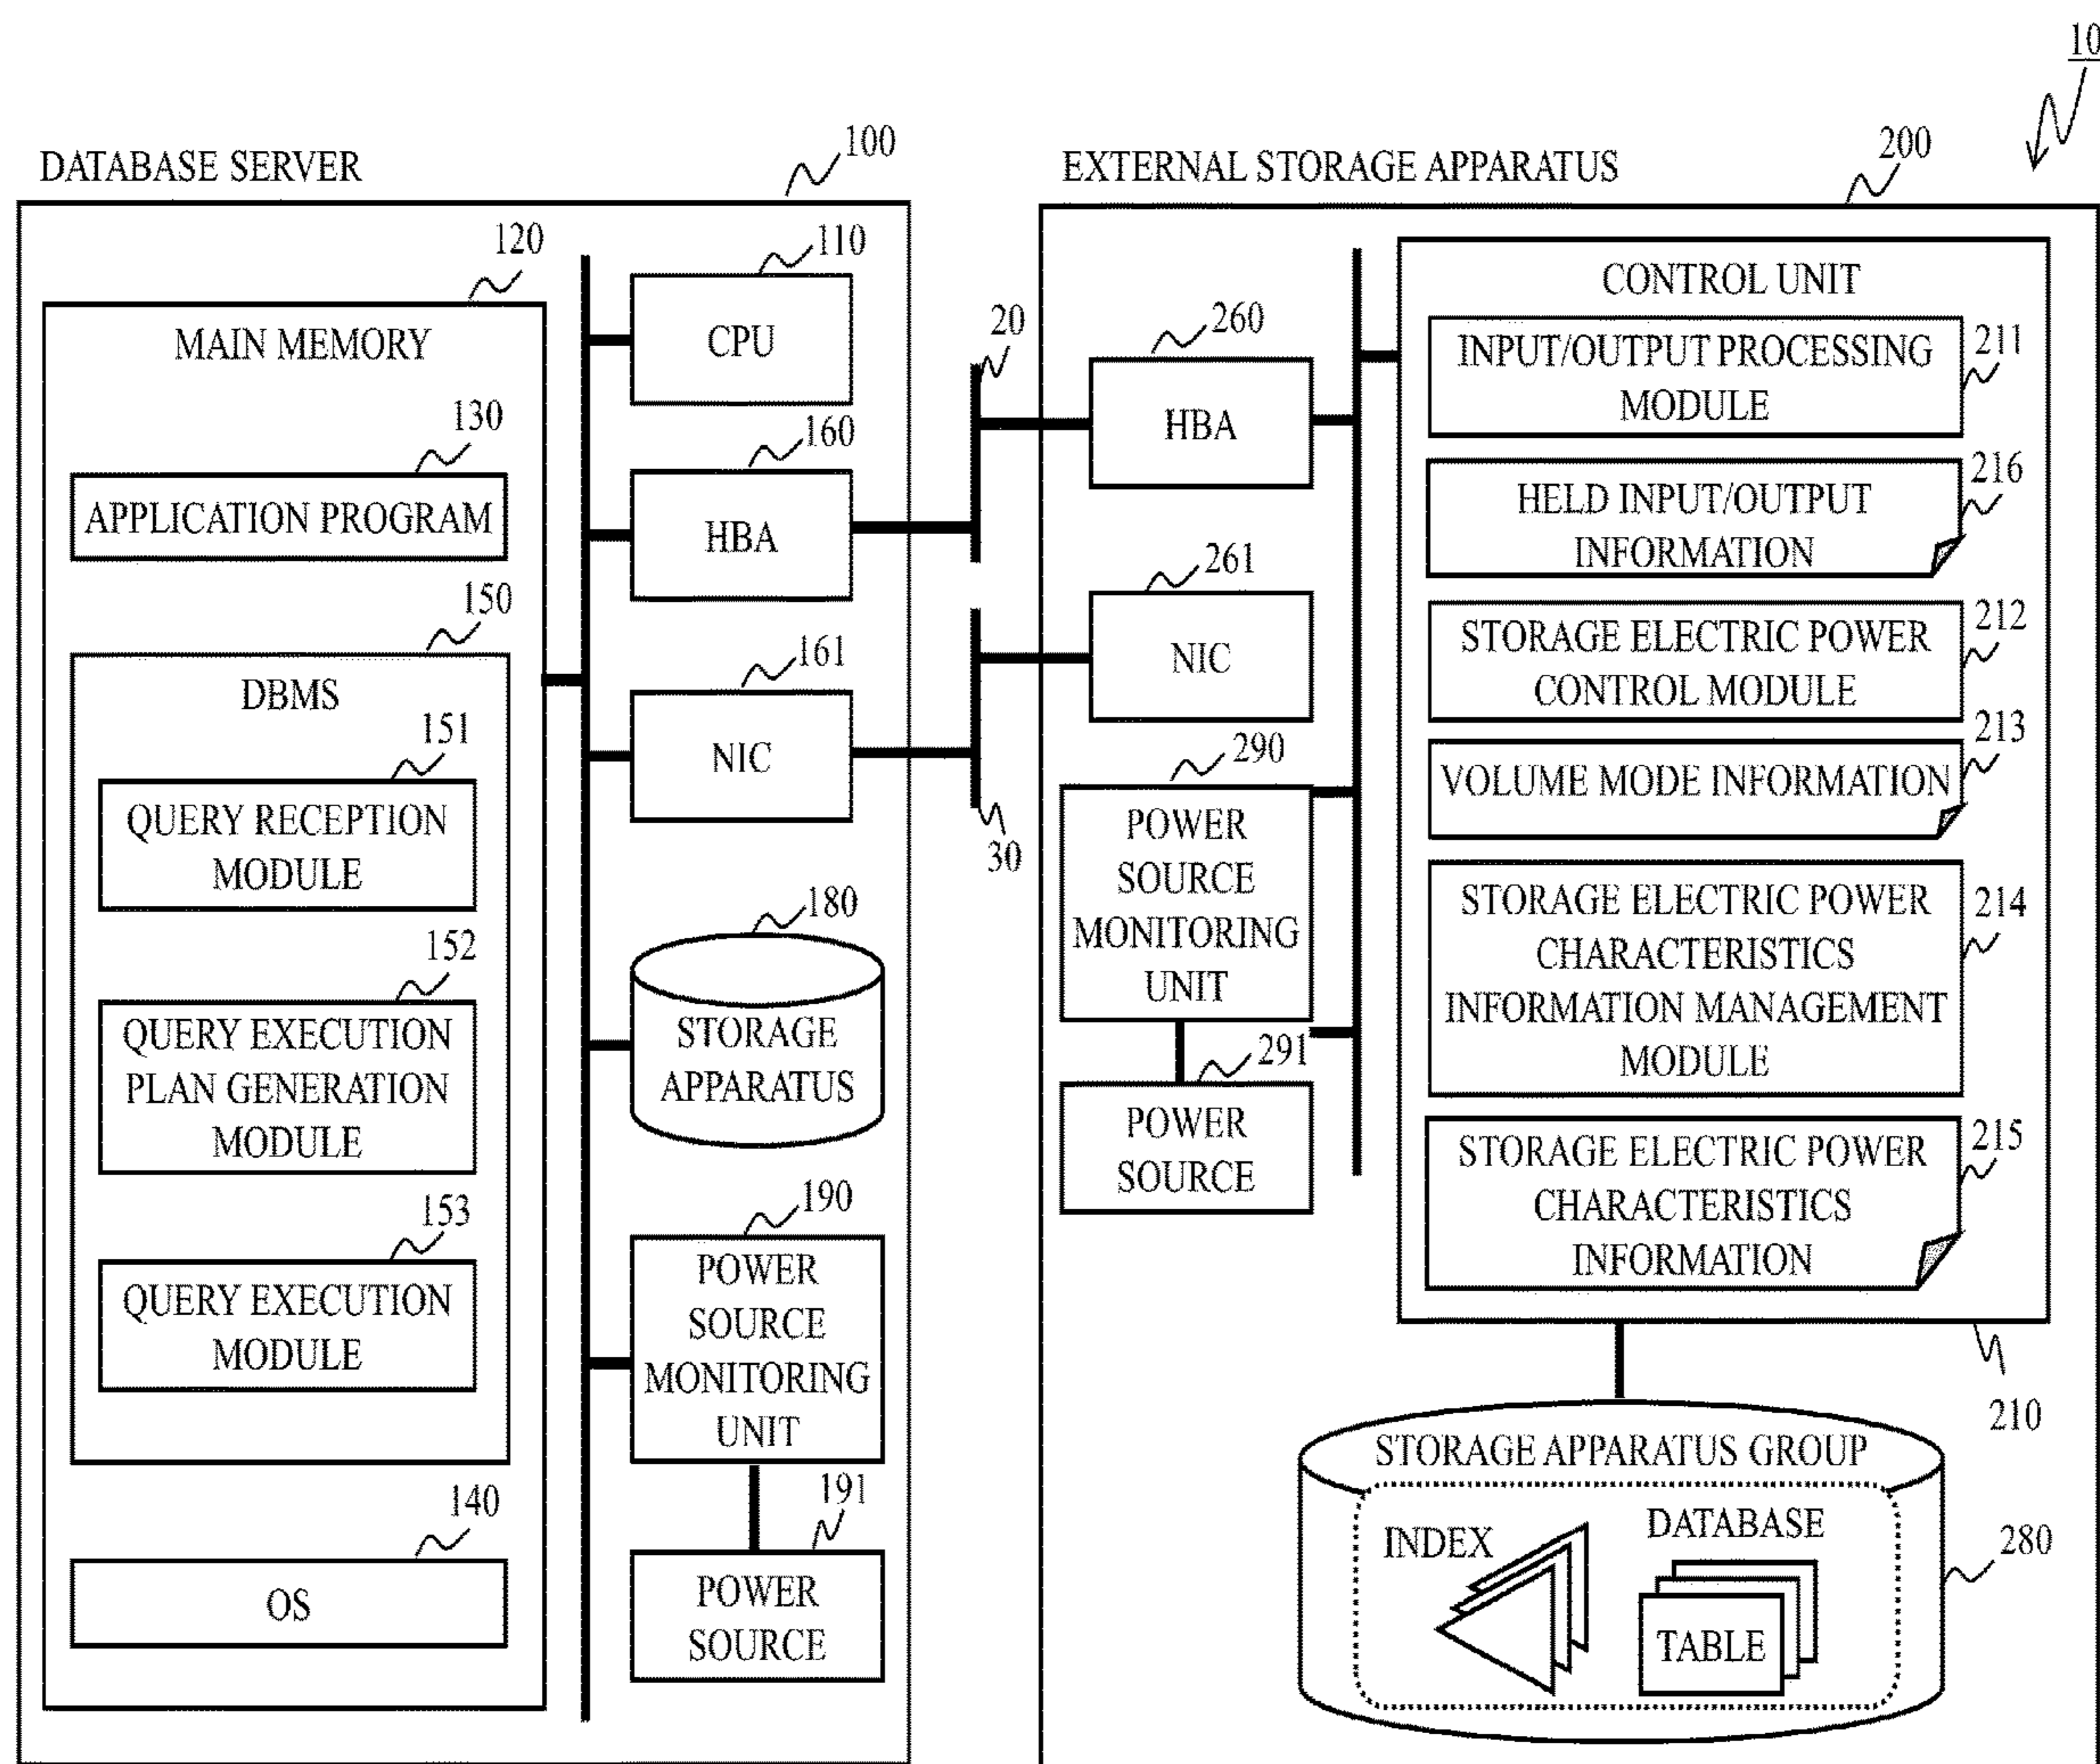 10
DATABASE SERVER
100
120
MAIN MEMORY
130
APPLICATION PROGRAM
150
DBMS
151
QUERY RECEPTION
MODULE
152
QUERY EXECUTION
PLAN GENERATION
MODULE
153
QUERY EXECUTION
MODULE
140
OS
110
CPU
160
HBA
161
NIC
180
STORAGE
APPARATUS
190
POWER
SOURCE
MONITORING
UNIT
191
POWER
SOURCE
20
30
EXTERNAL STORAGE APPARATUS
200
260
HBA
261
NIC
290
POWER
SOURCE
MONITORING
UNIT
291
POWER
SOURCE
CONTROL UNIT
INPUT/OUTPUT PROCESSING
MODULE
211
HELD INPUT/OUTPUT
INFORMATION
216
STORAGE ELECTRIC POWER
CONTROL MODULE
212
VOLUME MODE INFORMATION
213
STORAGE ELECTRIC POWER
CHARACTERISTICS
INFORMATION MANAGEMENT
MODULE
214
STORAGE ELECTRIC POWER
CHARACTERISTICS
INFORMATION
215
210
STORAGE APPARATUS GROUP
INDEX
DATABASE
TABLE
280